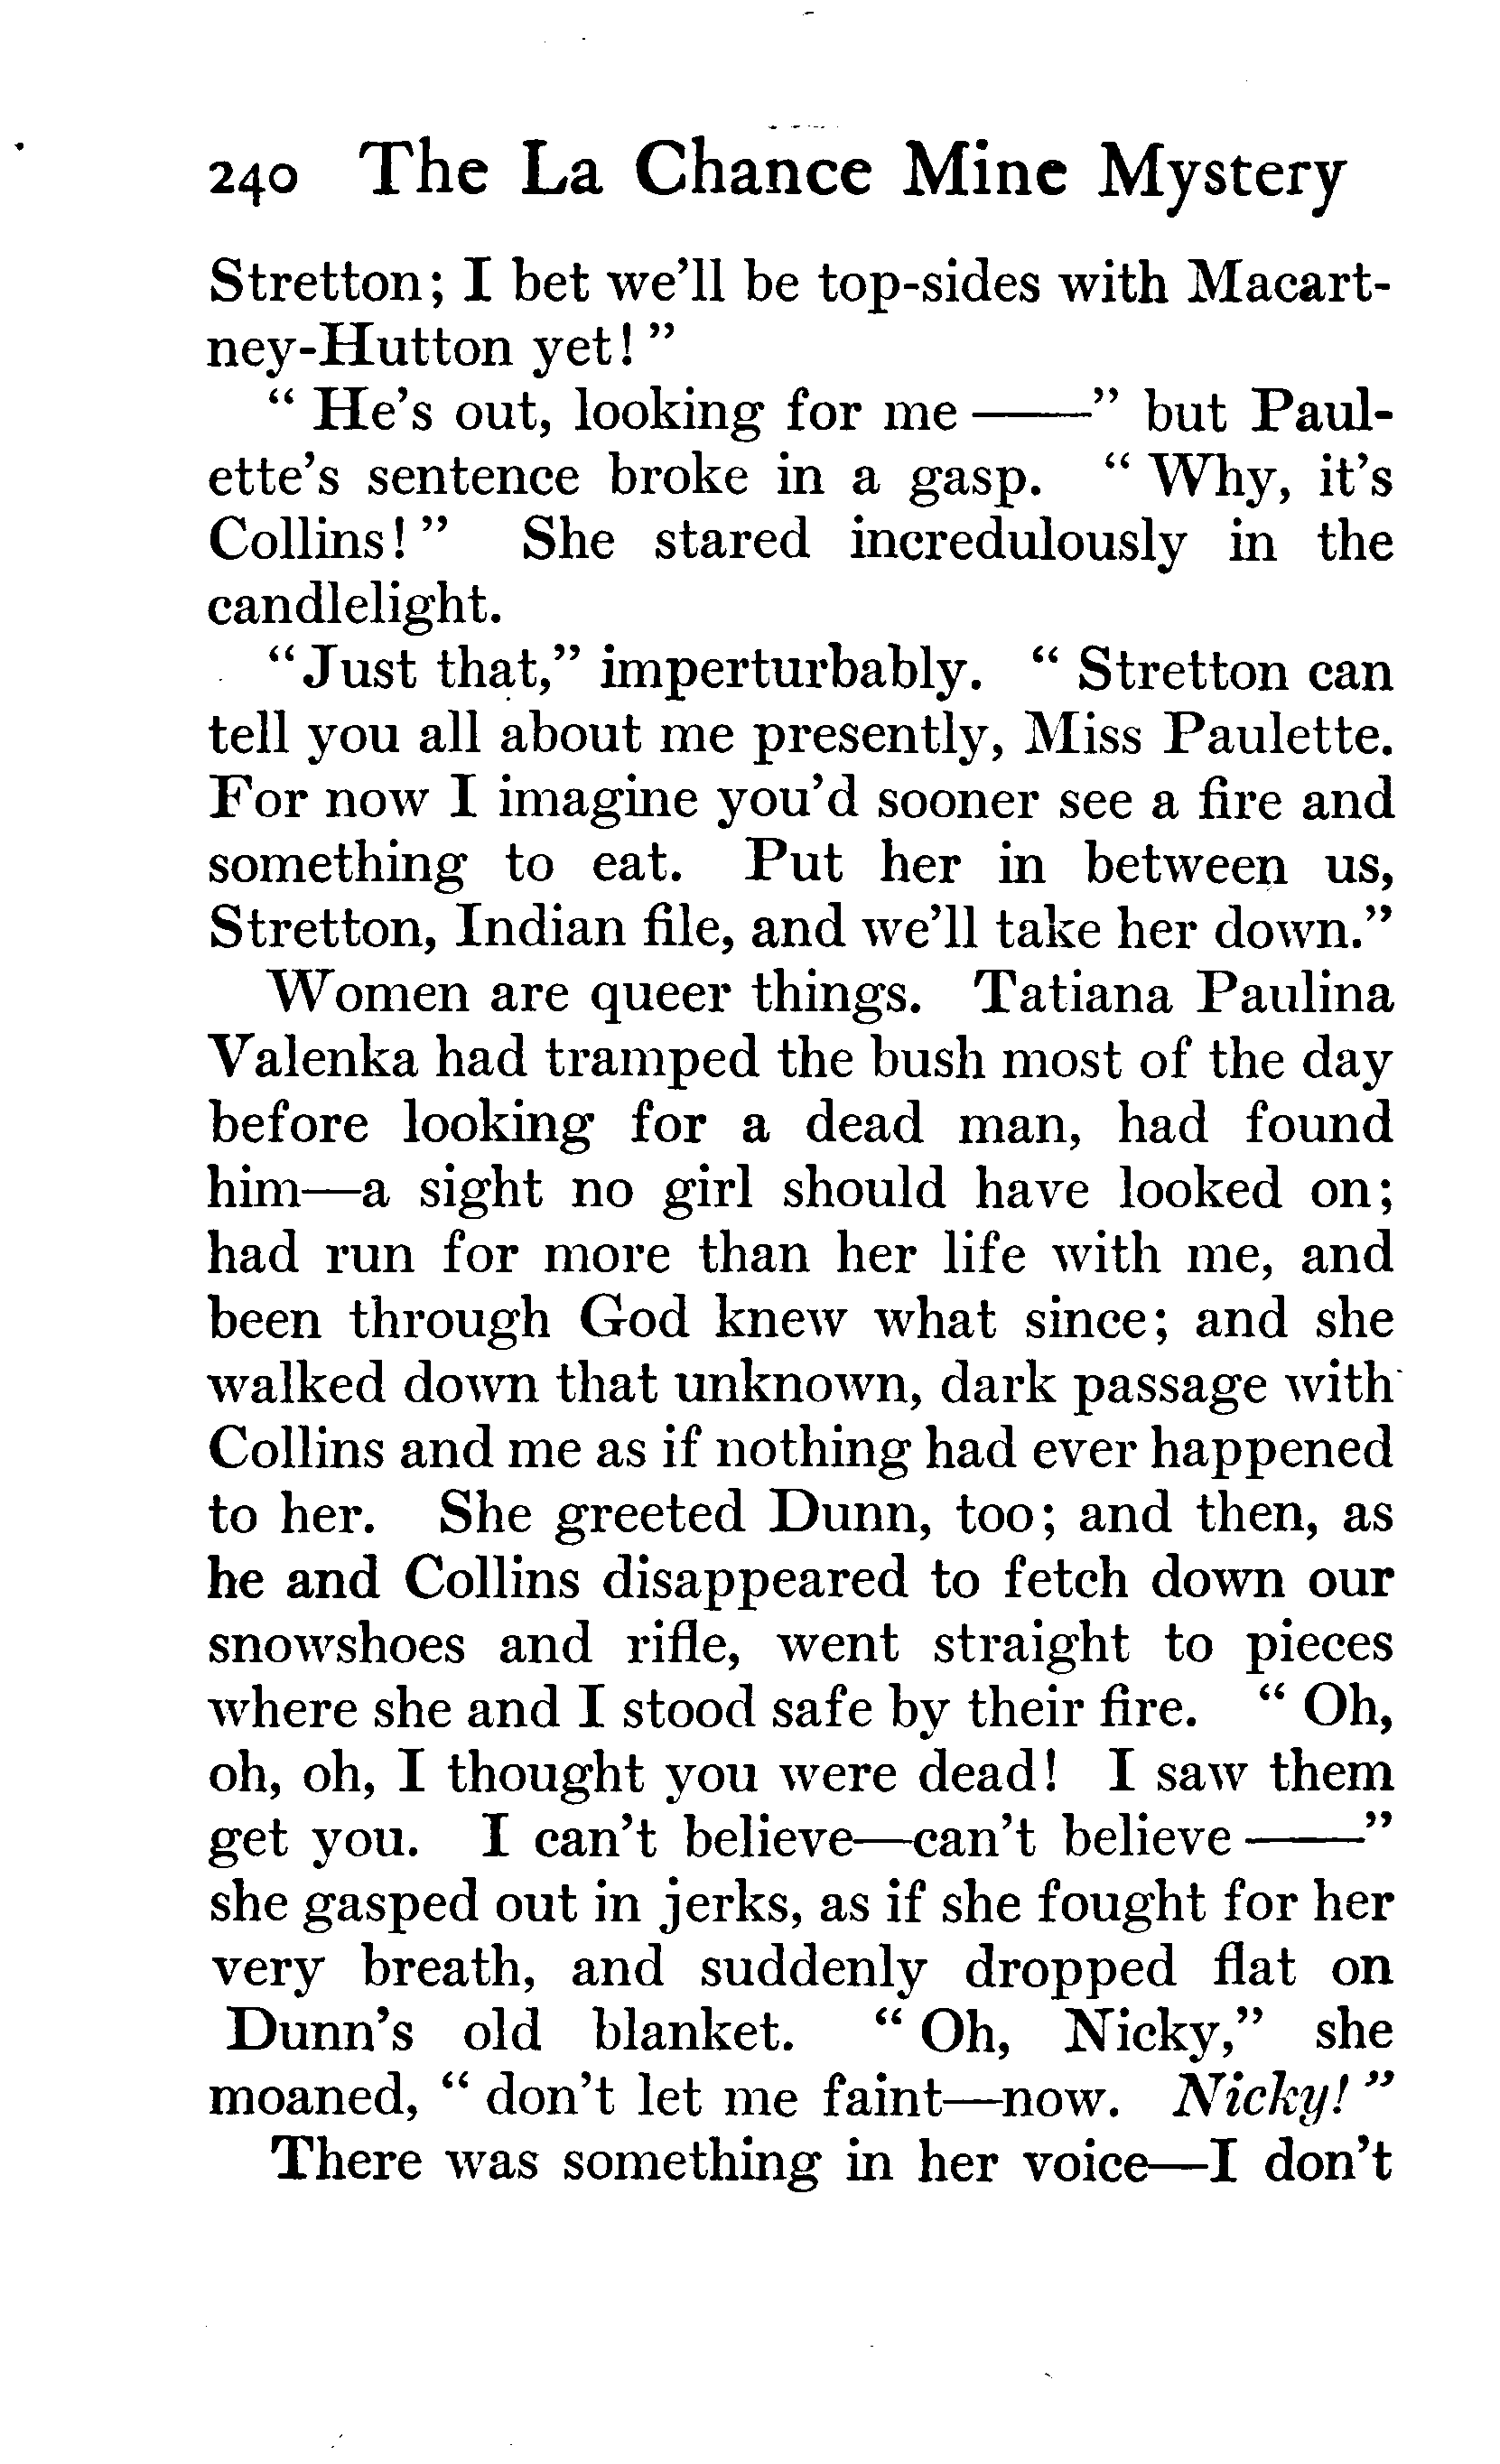 240 The La Chance Mine Mystery
Stretton; I bet we'll be top-sides with Macart-
ney-Hutton yet!"
"He's out, looking for me ——" but Paul-
ette's sentence broke in a gasp. "Why, it's
Collins!" She stared incredulously in the
candlelight.
"Just that," imperturbably. "Stretton can
tell you all about me presently, Miss Paulette.
For now I imagine you'd sooner see a fire and
something to eat. Put her in between us,
Stretton, Indian file, and we'll take her down."
Women are queer things. Tatiana Paulina
Valenka had tramped the bush most of the day
before looking for a dead man, had found
him—a sight no girl should have looked on;
had run for more than her life with me, and
been through God knew what since; and she
walked down that unknown, dark passage with
Collins and me as if nothing had ever happened
to her. She greeted Dunn, too; and then, as
he and Collins disappeared to fetch down our
snowshoes and rifle, went straight to pieces
where she and I stood safe by their fire. "Oh,
oh, oh, I thought you were dead! I saw them
get you. I can't believe—can't believe ——"
she gasped out in jerks, as if she fought for her
very breath, and suddenly dropped flat on
Dunn's old blanket. "Oh, Nicky," she
moaned, "don't let me faint—now. Nicky!"
There was something in her voice—I don't